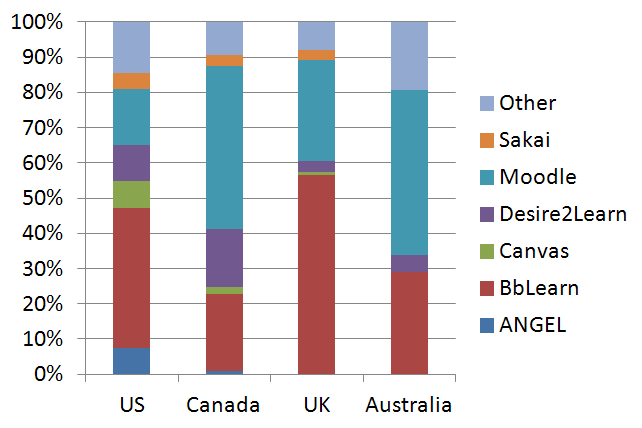 100%
90%
80%
70%
60%
50%
40%
30%
20%
10%
0%
US Canada UK Australia
Other
Sakai
Moodle
Desire2Learn
Canvas
BbLearn
ANGEL